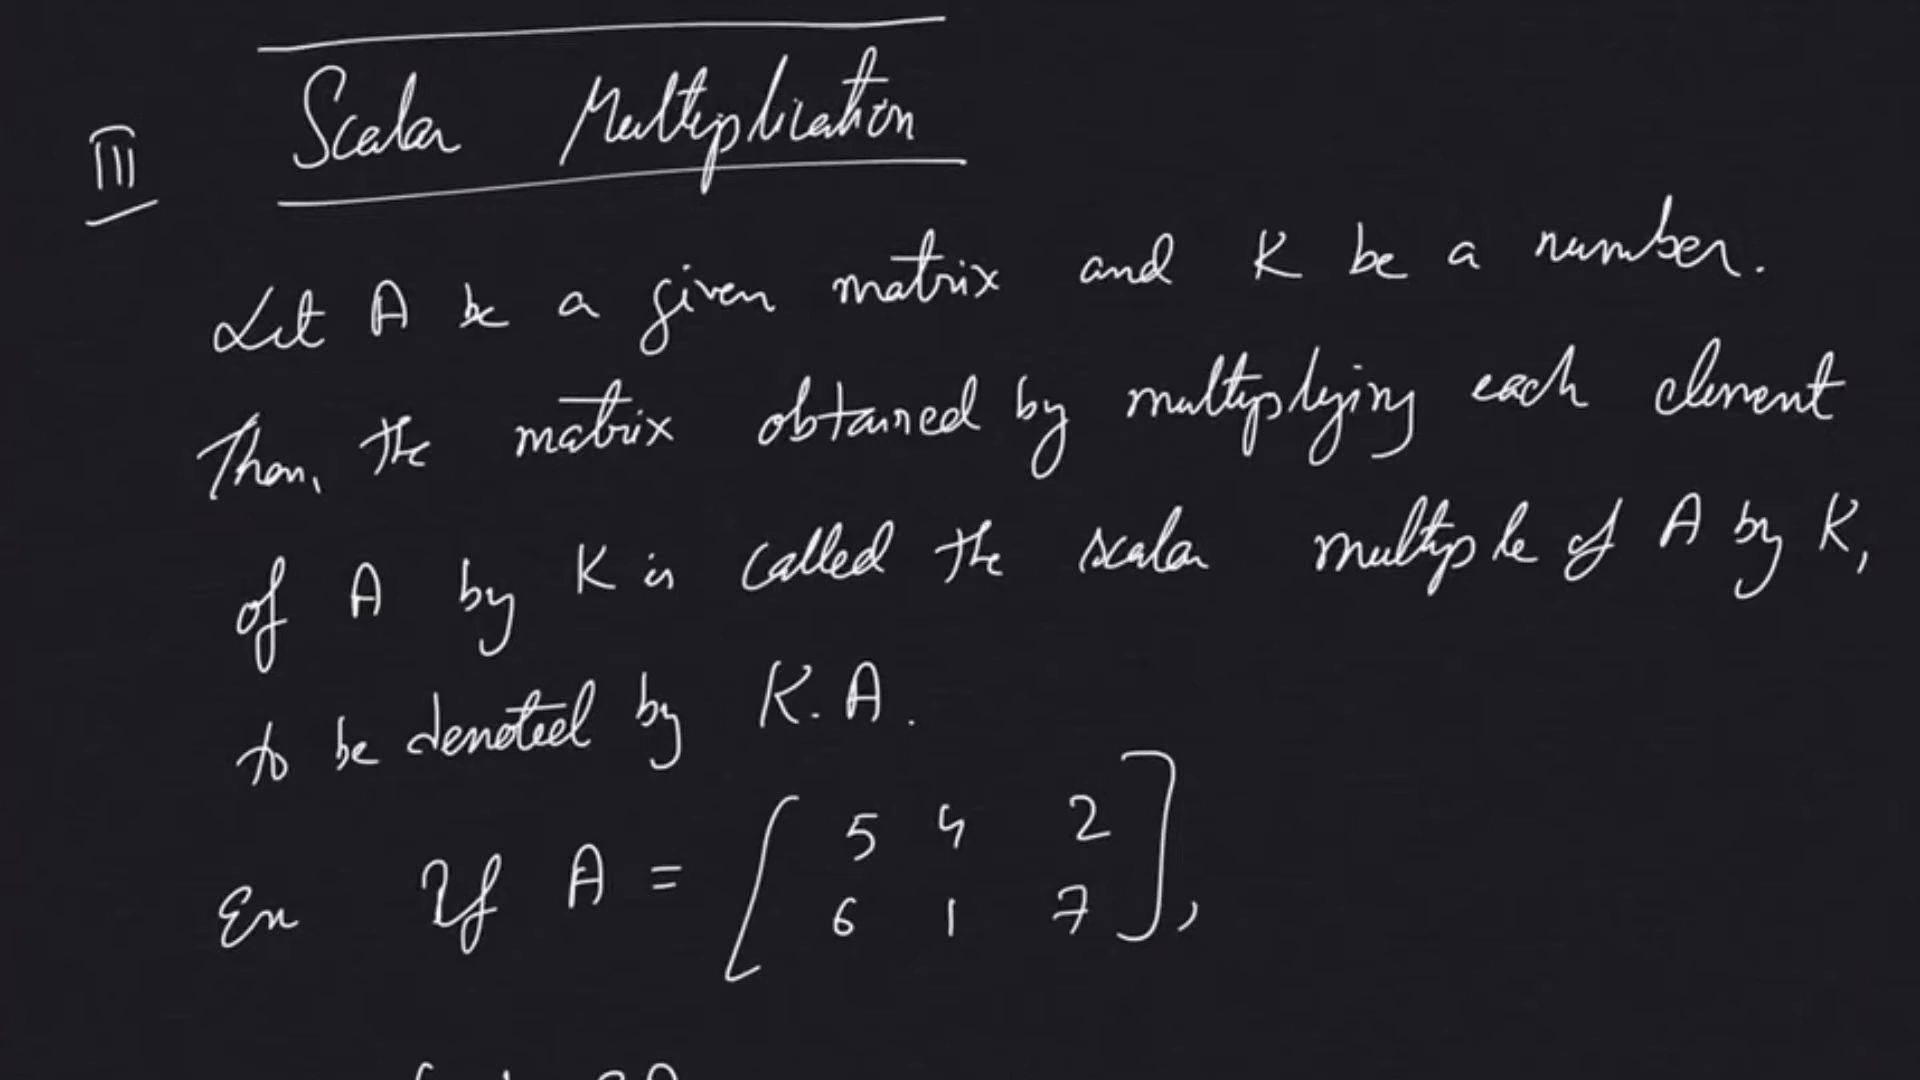 III Scalar Multiplication
Let A be a given matrix and K be a number.
Then, the matrix obtained by multiplying each element
of A by K is called the scalar multiple of A by K,
to be denoted by K.A.
Ex If A = [ 5 4 2
6 1 7 ],